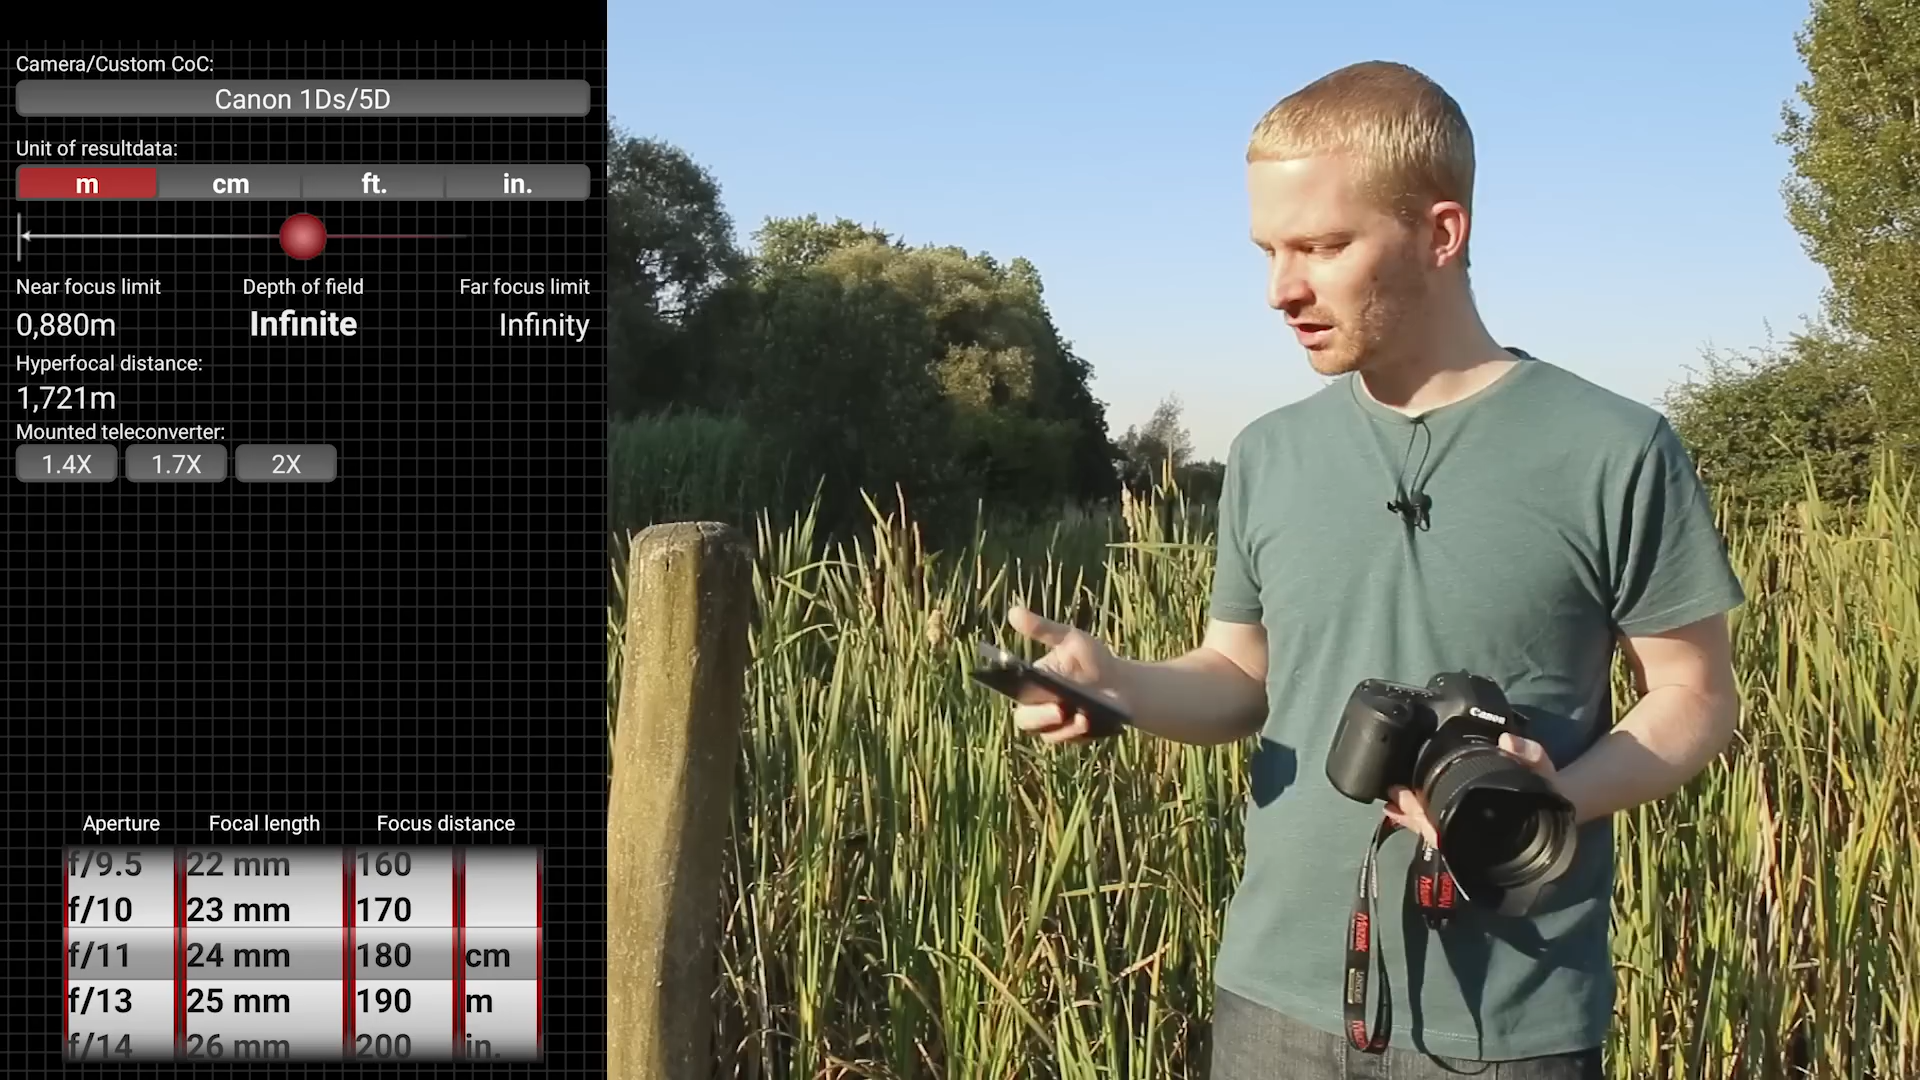 Camera/Custom CoC:
Canon 1Ds/5D
Unit of resultdata:
m cm ft. in.
Near focus limit Depth of field Far focus limit
0,880m Infinite Infinity
Hyperfocal distance:
1,721m
Mounted teleconverter:
1.4X 1.7X 2X
Aperture Focal length Focus distance
f/9.5 22 mm 160
f/10 23 mm 170
f/11 24 mm 180 cm
f/13 25 mm 190 m
f/14 26 mm 200 in.
Canon